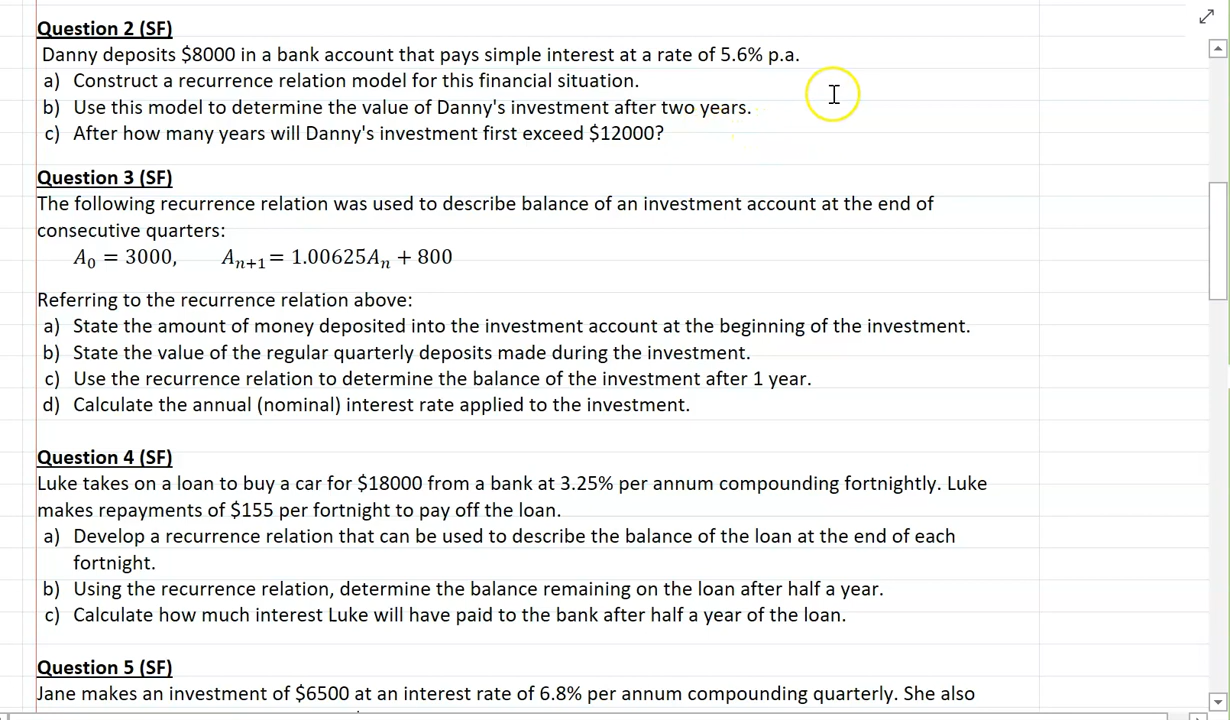 Question 2 (SF)
Danny deposits $8000 in a bank account that pays simple interest at a rate of 5.6% p.a.
a) Construct a recurrence relation model for this financial situation.
b) Use this model to determine the value of Danny's investment after two years.
c) After how many years will Danny's investment first exceed $12000?
Question 3 (SF)
The following recurrence relation was used to describe balance of an investment account at the end of
consecutive quarters:
A₀ = 3000, Aₙ₊₁ = 1.00625Aₙ + 800
Referring to the recurrence relation above:
a) State the amount of money deposited into the investment account at the beginning of the investment.
b) State the value of the regular quarterly deposits made during the investment.
c) Use the recurrence relation to determine the balance of the investment after 1 year.
d) Calculate the annual (nominal) interest rate applied to the investment.
Question 4 (SF)
Luke takes on a loan to buy a car for $18000 from a bank at 3.25% per annum compounding fortnightly. Luke
makes repayments of $155 per fortnight to pay off the loan.
a) Develop a recurrence relation that can be used to describe the balance of the loan at the end of each
fortnight.
b) Using the recurrence relation, determine the balance remaining on the loan after half a year.
c) Calculate how much interest Luke will have paid to the bank after half a year of the loan.
Question 5 (SF)
Jane makes an investment of $6500 at an interest rate of 6.8% per annum compounding quarterly. She also